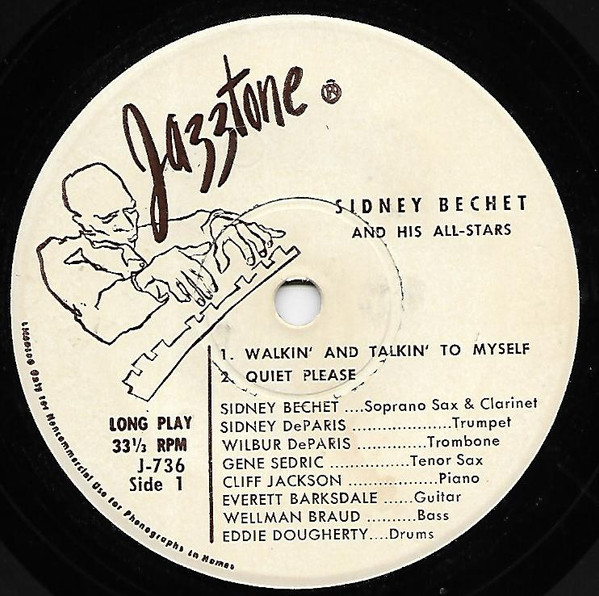 Jazztone ®
SIDNEY BECHET
AND HIS ALL-STARS
1. WALKIN' AND TALKIN' TO MYSELF
2. QUIET PLEASE
SIDNEY BECHET ....Soprano Sax & Clarinet
SIDNEY DePARIS ...................Trumpet
WILBUR DePARIS .............Trombone
GENE SEDRIC ...............Tenor Sax
CLIFF JACKSON .................Piano
EVERETT BARKSDALE ......Guitar
WELLMAN BRAUD ..........Bass
EDDIE DOUGHERTY....Drums
LONG PLAY
33⅓ RPM
J-736
Side 1
Licensed Only for Noncommercial Use for Phonographs in Homes